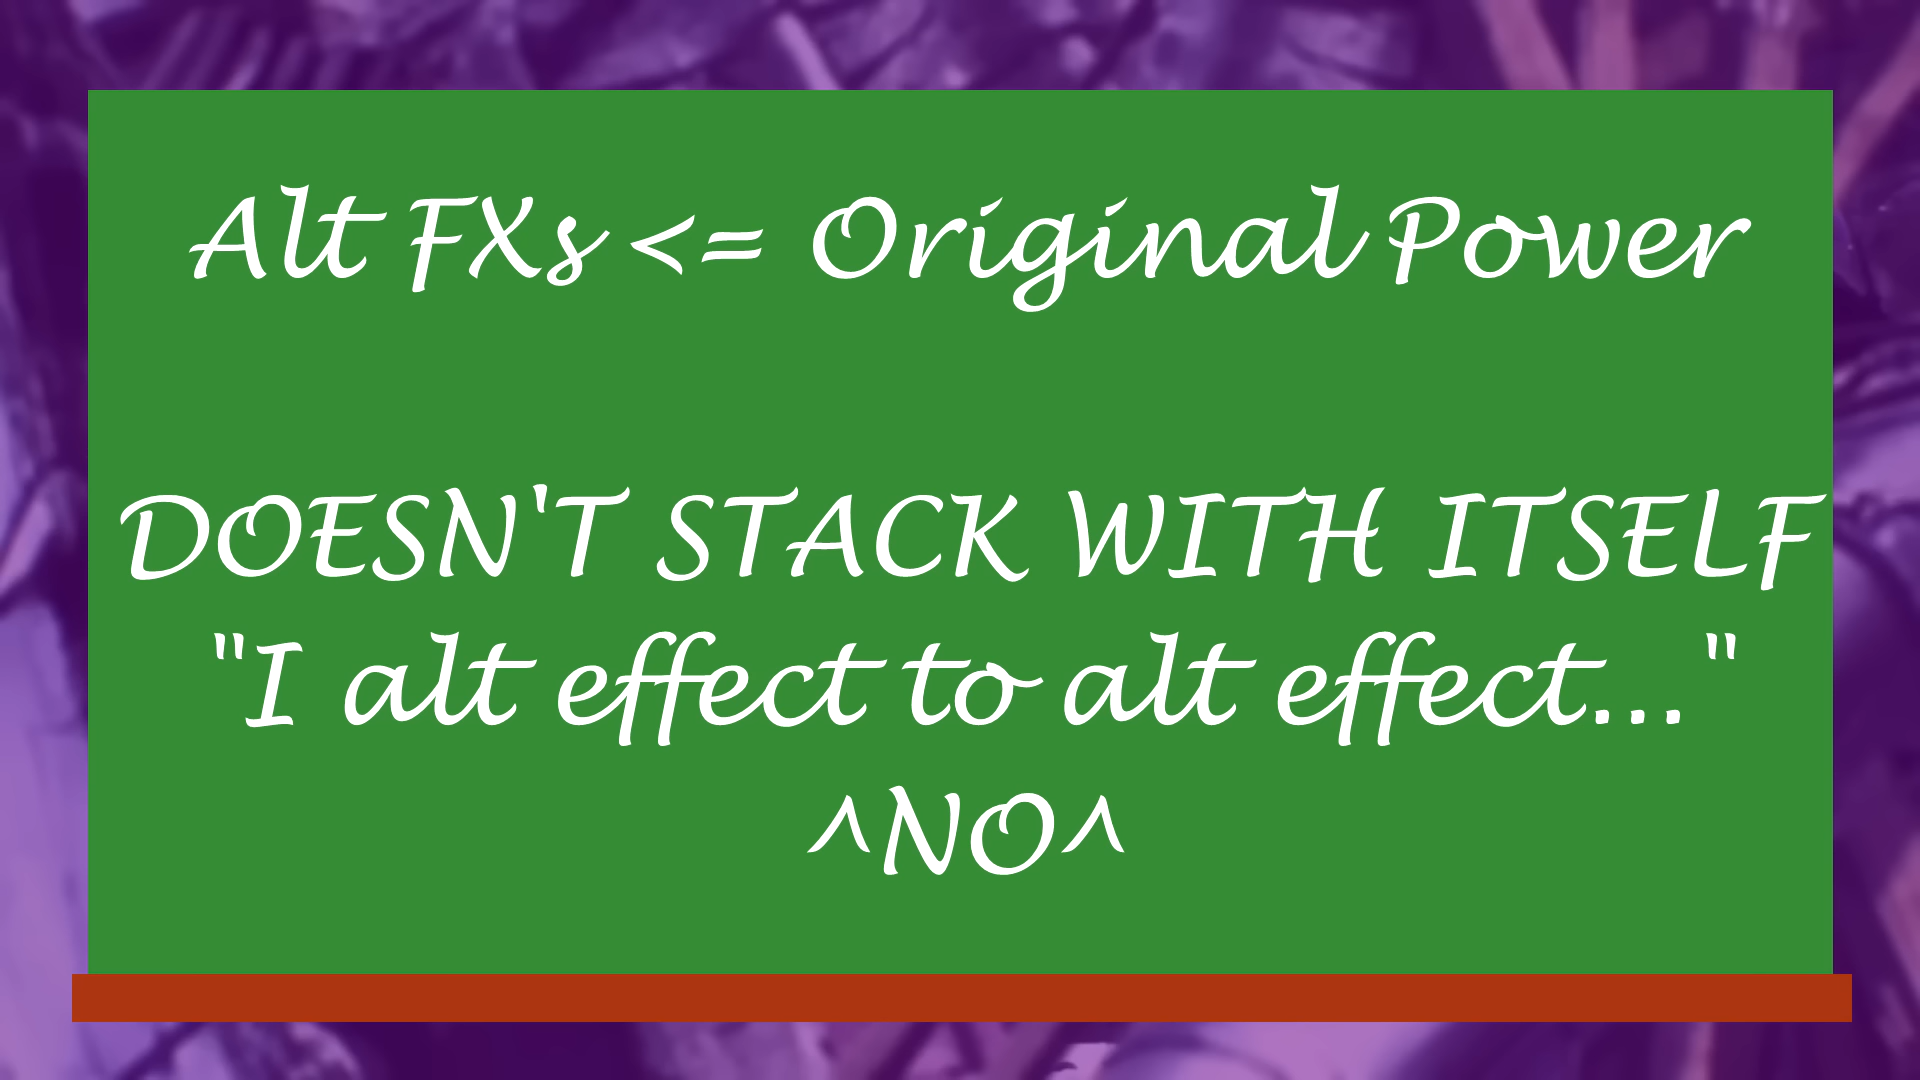 Alt FXs <= Original Power
DOESN'T STACK WITH ITSELF
"I alt effect to alt effect..."
^NO^